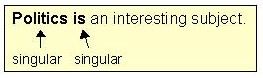 Politics is an interesting subject.
singular singular